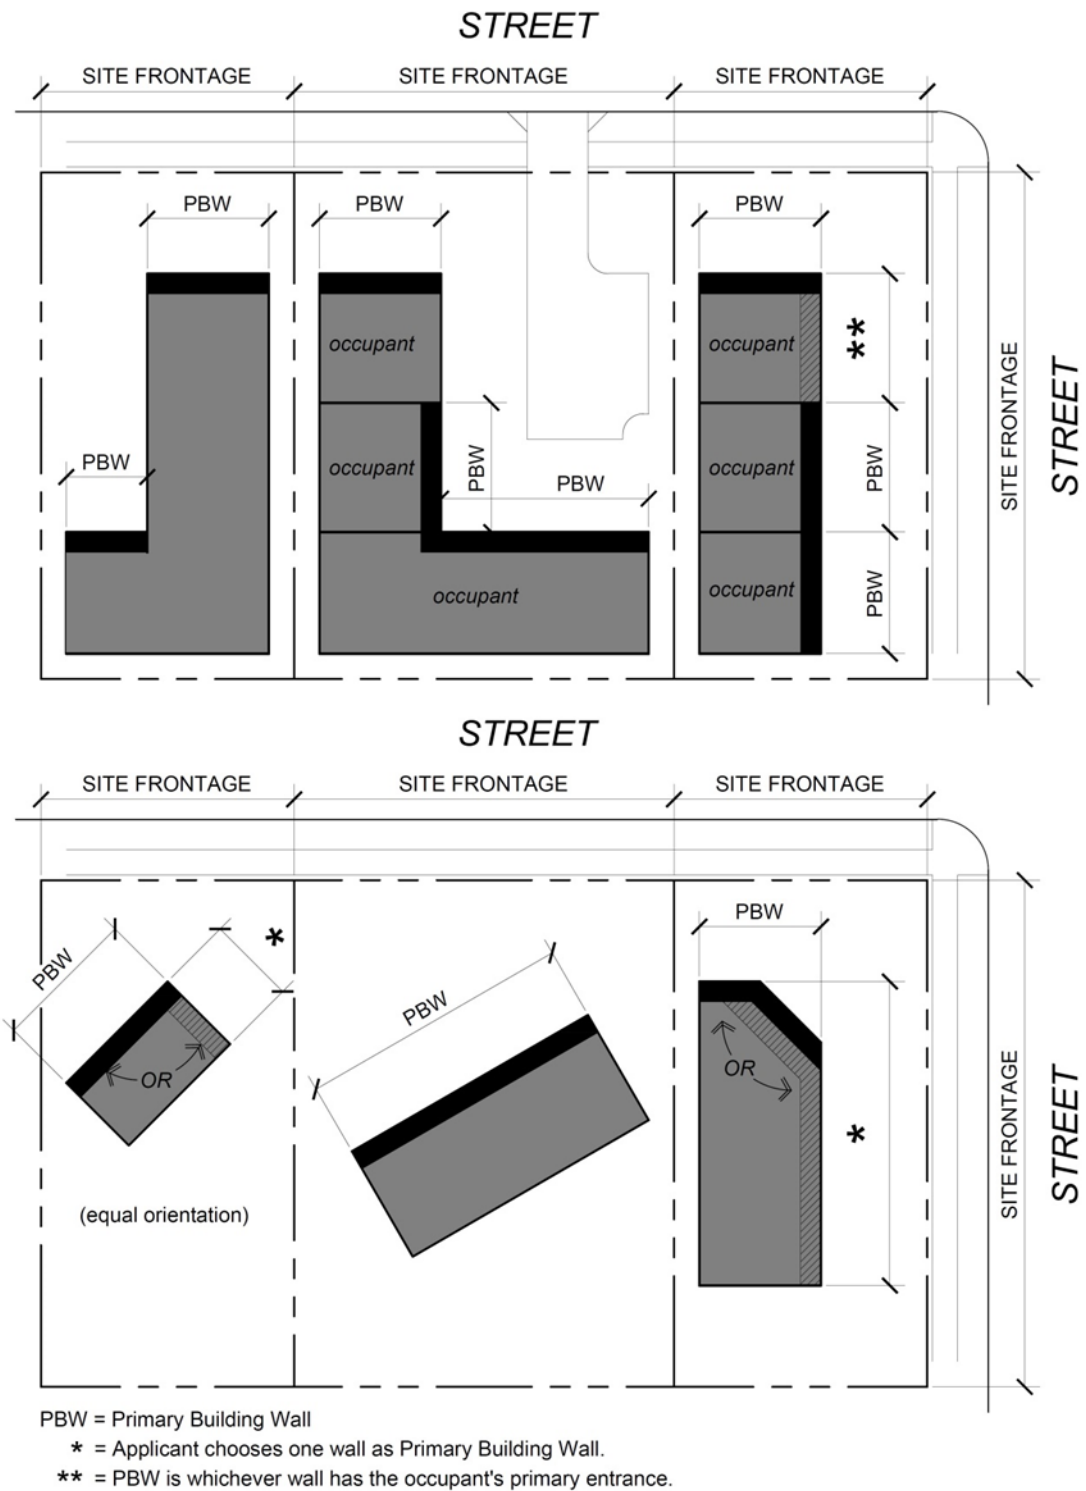 STREET
SITE FRONTAGE SITE FRONTAGE SITE FRONTAGE
PBW PBW PBW
occupant occupant **
SITE FRONTAGE
STREET
PBW occupant PBW occupant PBW
PBW
occupant occupant PBW
STREET
SITE FRONTAGE SITE FRONTAGE SITE FRONTAGE
PBW
PBW *
PBW
OR OR
SITE FRONTAGE
STREET
*
(equal orientation)
PBW = Primary Building Wall
* = Applicant chooses one wall as Primary Building Wall.
** = PBW is whichever wall has the occupant's primary entrance.